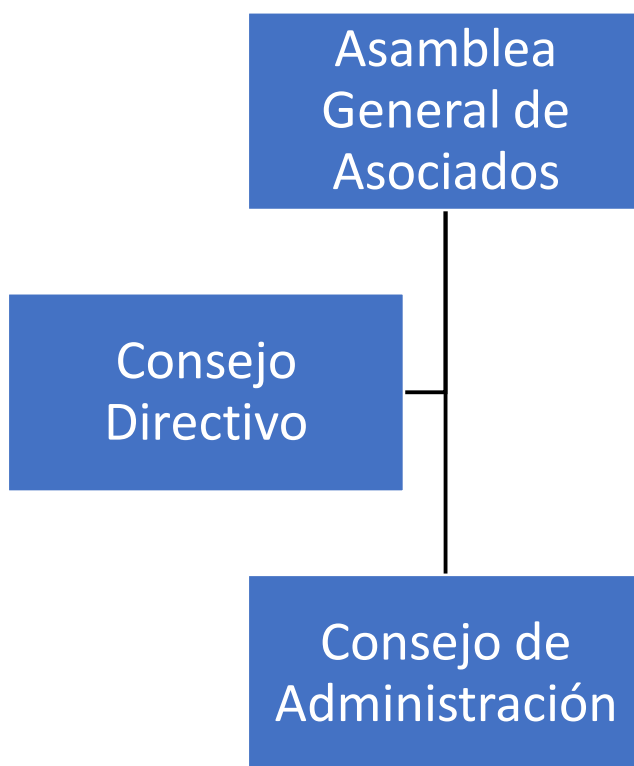 Asamblea
General de
Asociados
Consejo
Directivo
Consejo de
Administración